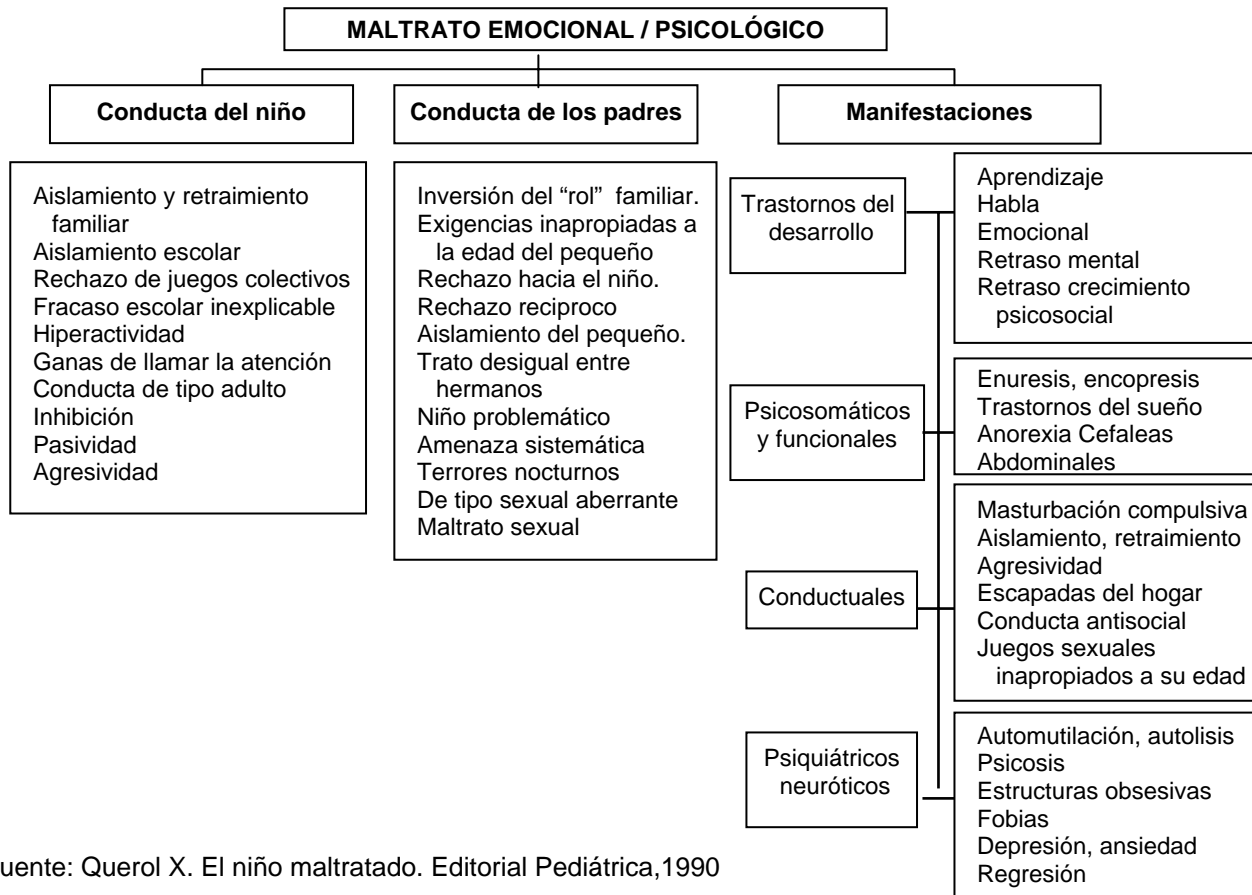 MALTRATO EMOCIONAL / PSICOLÓGICO
Conducta del niño
Aislamiento y retraimiento
familiar
Aislamiento escolar
Rechazo de juegos colectivos
Fracaso escolar inexplicable
Hiperactividad
Ganas de llamar la atención
Conducta de tipo adulto
Inhibición
Pasividad
Agresividad
Conducta de los padres
Inversión del “rol” familiar.
Exigencias inapropiadas a
la edad del pequeño
Rechazo hacia el niño.
Rechazo reciproco
Aislamiento del pequeño.
Trato desigual entre
hermanos
Niño problemático
Amenaza sistemática
Terrores nocturnos
De tipo sexual aberrante
Maltrato sexual
Manifestaciones
Trastornos del
desarrollo
Aprendizaje
Habla
Emocional
Retraso mental
Retraso crecimiento
psicosocial
Psicosomáticos
y funcionales
Enuresis, encopresis
Trastornos del sueño
Anorexia Cefaleas
Abdominales
Conductuales
Masturbación compulsiva
Aislamiento, retraimiento
Agresividad
Escapadas del hogar
Conducta antisocial
Juegos sexuales
inapropiados a su edad
Psiquiátricos
neuróticos
Automutilación, autolisis
Psicosis
Estructuras obsesivas
Fobias
Depresión, ansiedad
Regresión
uente: Querol X. El niño maltratado. Editorial Pediátrica,1990